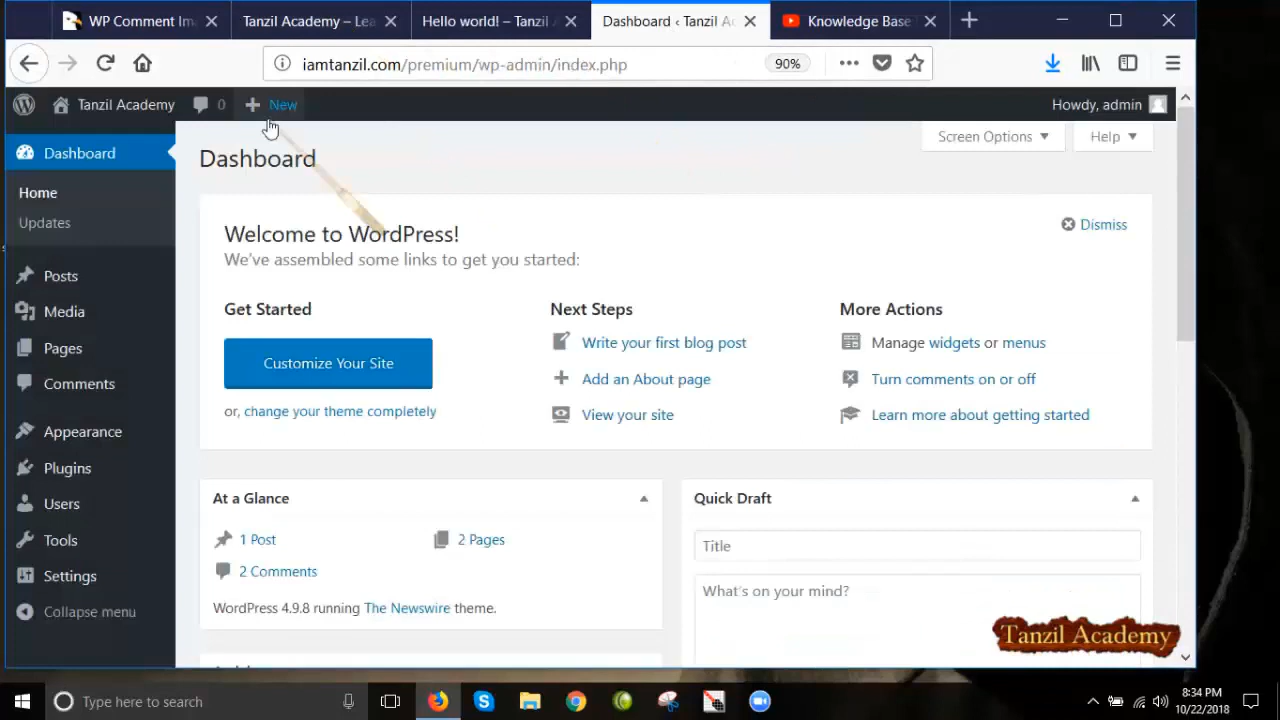 WP Comment Im
Tanzil Academy – Lea
Hello world! – Tanzil A
Dashboard ‹ Tanzil Ac
Knowledge Base T
iamtanzil.com/premium/wp-admin/index.php
90%
Tanzil Academy
0
New
Howdy, admin
Dashboard
Home
Updates
Posts
Media
Pages
Comments
Appearance
Plugins
Users
Tools
Settings
Collapse menu
Screen Options
Help
Dashboard
Welcome to WordPress!
Dismiss
We've assembled some links to get you started:
Get Started
Customize Your Site
or, change your theme completely
Next Steps
Write your first blog post
Add an About page
View your site
More Actions
Manage widgets or menus
Turn comments on or off
Learn more about getting started
At a Glance
1 Post
2 Pages
2 Comments
WordPress 4.9.8 running The Newswire theme.
Quick Draft
Title
What's on your mind?
Tanzil Academy
Type here to search
8:34 PM
10/22/2018